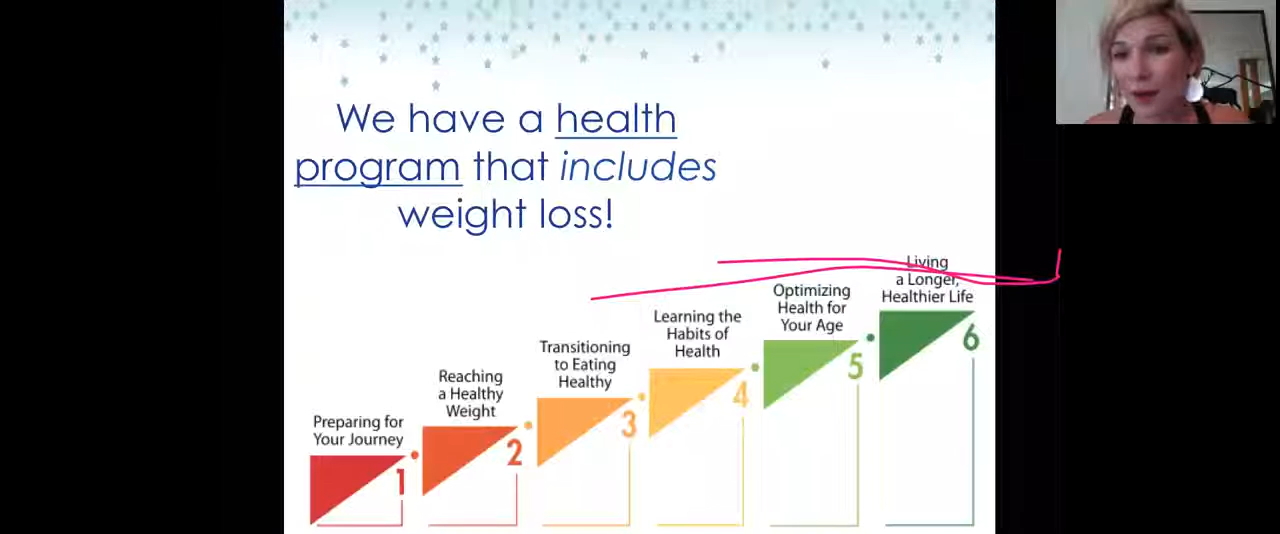 We have a health
program that includes
weight loss!
Preparing for
Your Journey
1
Reaching
a Healthy
Weight
2
Transitioning
to Eating
Healthy
3
Learning the
Habits of
Health
4
Optimizing
Health for
Your Age
5
Living
a Longer,
Healthier Life
6